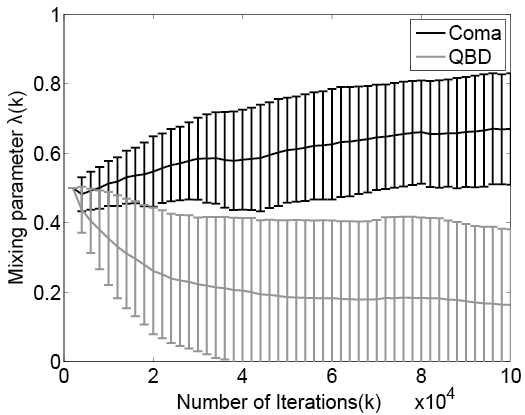 1
0.8
0.6
0.4
0.2
0
Mixing parameter λ(k)
Coma
QBD
0 2 4 6 8 10
Number of Iterations(k) x10^4